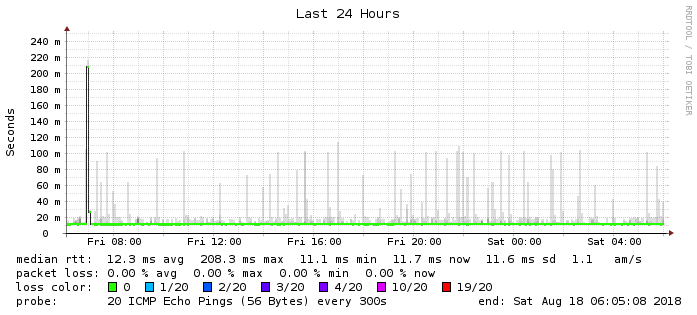 Last 24 Hours
RRDTOOL / TOBI OETIKER
Seconds
240 m
220 m
200 m
180 m
160 m
140 m
120 m
100 m
80 m
60 m
40 m
20 m
0
Fri 08:00 Fri 12:00 Fri 16:00 Fri 20:00 Sat 00:00 Sat 04:00
median rtt: 12.3 ms avg 208.3 ms max 11.1 ms min 11.7 ms now 11.6 ms sd 1.1 am/s
packet loss: 0.00 % avg 0.00 % max 0.00 % min 0.00 % now
loss color: 0 1/20 2/20 3/20 4/20 10/20 19/20
probe: 20 ICMP Echo Pings (56 Bytes) every 300s end: Sat Aug 18 06:05:08 2018